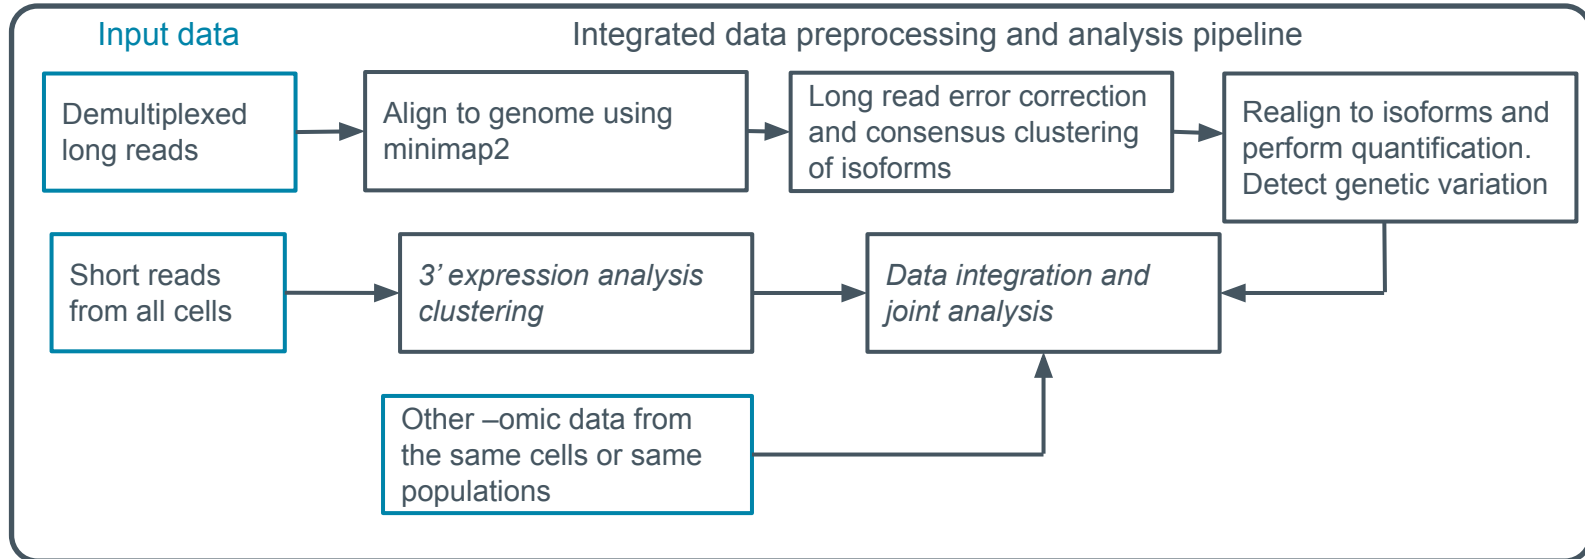 Input data
Integrated data preprocessing and analysis pipeline
Demultiplexed
long reads
Align to genome using
minimap2
Long read error correction
and consensus clustering
of isoforms
Realign to isoforms and
perform quantification.
Detect genetic variation
Short reads
from all cells
3’ expression analysis
clustering
Data integration and
joint analysis
Other –omic data from
the same cells or same
populations